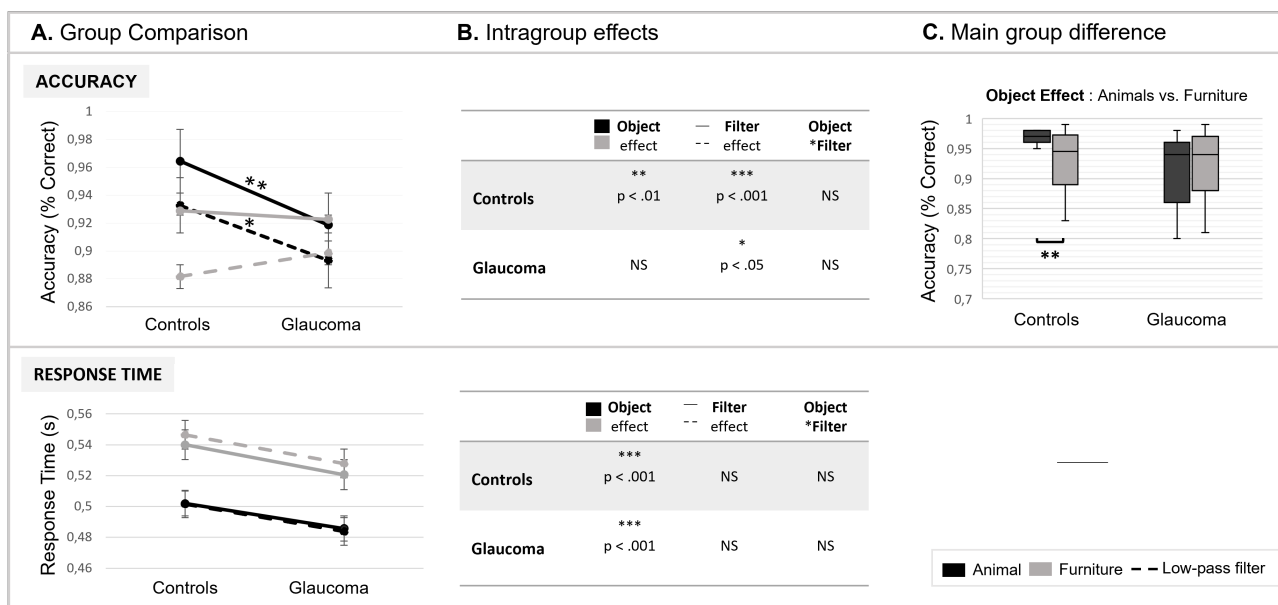 A. Group Comparison
B. Intragroup effects
C. Main group difference
ACCURACY
Accuracy (% Correct)
1
0,98
0,96
0,94
0,92
0,9
0,88
0,86
**
*
Controls Glaucoma
Object Filter Object
effect effect *Filter
** ***
Controls p < .01 p < .001 NS
*
Glaucoma NS p < .05 NS
Object Effect : Animals vs. Furniture
Accuracy (% Correct)
1
0,95
0,9
0,85
0,8
0,75
0,7
**
Controls Glaucoma
RESPONSE TIME
Response Time (s)
0,56
0,54
0,52
0,5
0,48
0,46
Controls Glaucoma
Object Filter Object
effect effect *Filter
***
Controls p < .001 NS NS
***
Glaucoma p < .001 NS NS
Animal Furniture Low-pass filter